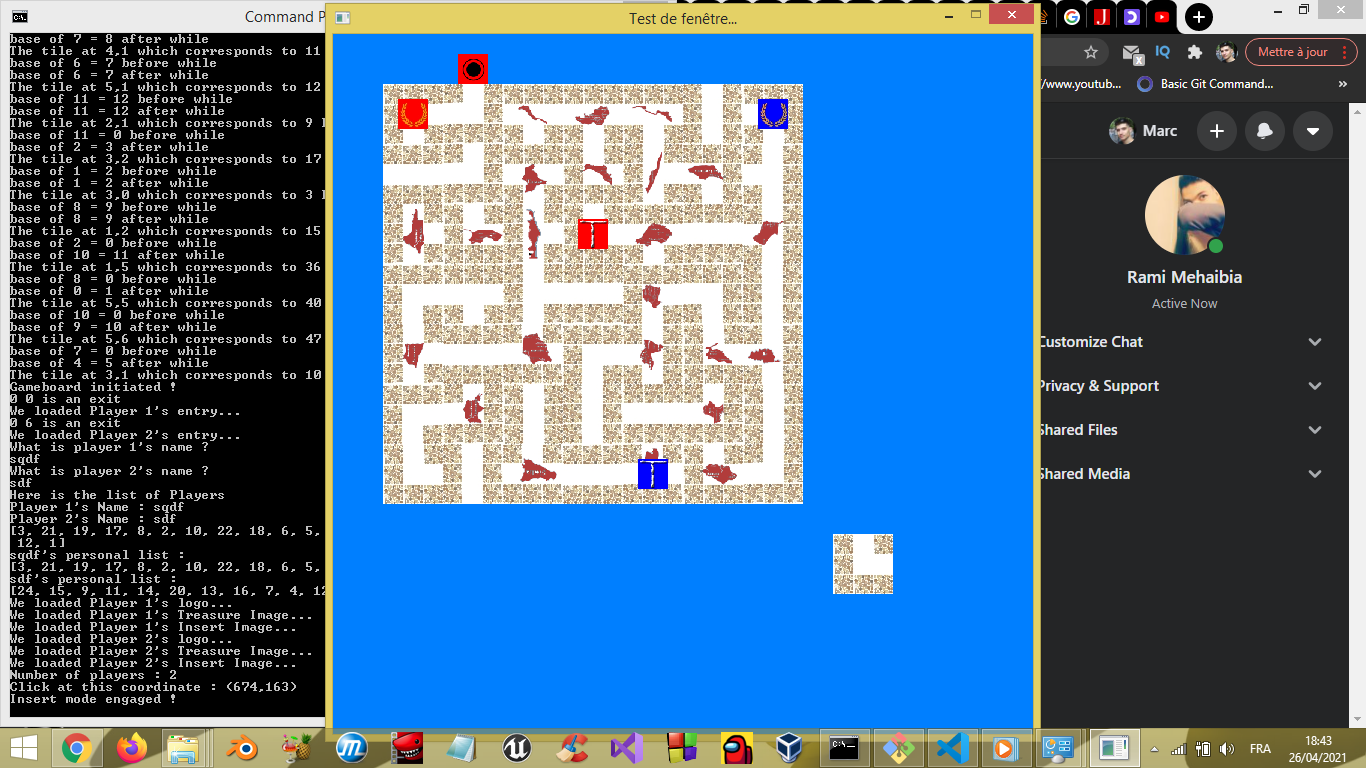 Command P
Test de fenêtre...
base of 7 = 8 after while
The tile at 4,1 which corresponds to 11
base of 6 = 7 before while
base of 6 = 7 after while
The tile at 5,1 which corresponds to 12
base of 11 = 12 before while
base of 11 = 12 after while
The tile at 2,1 which corresponds to 9
base of 11 = 0 before while
base of 2 = 3 after while
The tile at 3,2 which corresponds to 17
base of 1 = 2 before while
base of 1 = 2 after while
The tile at 3,0 which corresponds to 3
base of 8 = 9 before while
base of 8 = 9 after while
The tile at 1,2 which corresponds to 15
base of 2 = 0 before while
base of 10 = 11 after while
The tile at 1,5 which corresponds to 36
base of 8 = 0 before while
base of 0 = 1 after while
The tile at 5,5 which corresponds to 40
base of 10 = 0 before while
base of 9 = 10 after while
The tile at 5,6 which corresponds to 47
base of 7 = 0 before while
base of 4 = 5 after while
The tile at 3,1 which corresponds to 10
Gameboard initiated !
0 0 is an exit
We loaded Player 1's entry...
0 6 is an exit
We loaded Player 2's entry...
What is player 1's name ?
sqdf
What is player 2's name ?
sdf
Here is the list of Players
Player 1's Name : sqdf
Player 2's Name : sdf
[3, 21, 19, 17, 8, 2, 10, 22, 18, 6, 5,
12, 1]
sqdf's personal list :
[3, 21, 19, 17, 8, 2, 10, 22, 18, 6, 5,
sdf's personal list :
[24, 15, 9, 11, 14, 20, 13, 16, 7, 4, 12
We loaded Player 1's logo...
We loaded Player 1's Treasure Image...
We loaded Player 1's Insert Image...
We loaded Player 2's logo...
We loaded Player 2's Treasure Image...
We loaded Player 2's Insert Image...
Number of players : 2
Click at this coordinate : (674,163)
Insert mode engaged !
IQ
Mettre à jour
//www.youtub...
Basic Git Command...
»
Marc
Rami Mehaibia
Active Now
Customize Chat
Privacy & Support
Shared Files
Shared Media
FRA
18:43
26/04/2021